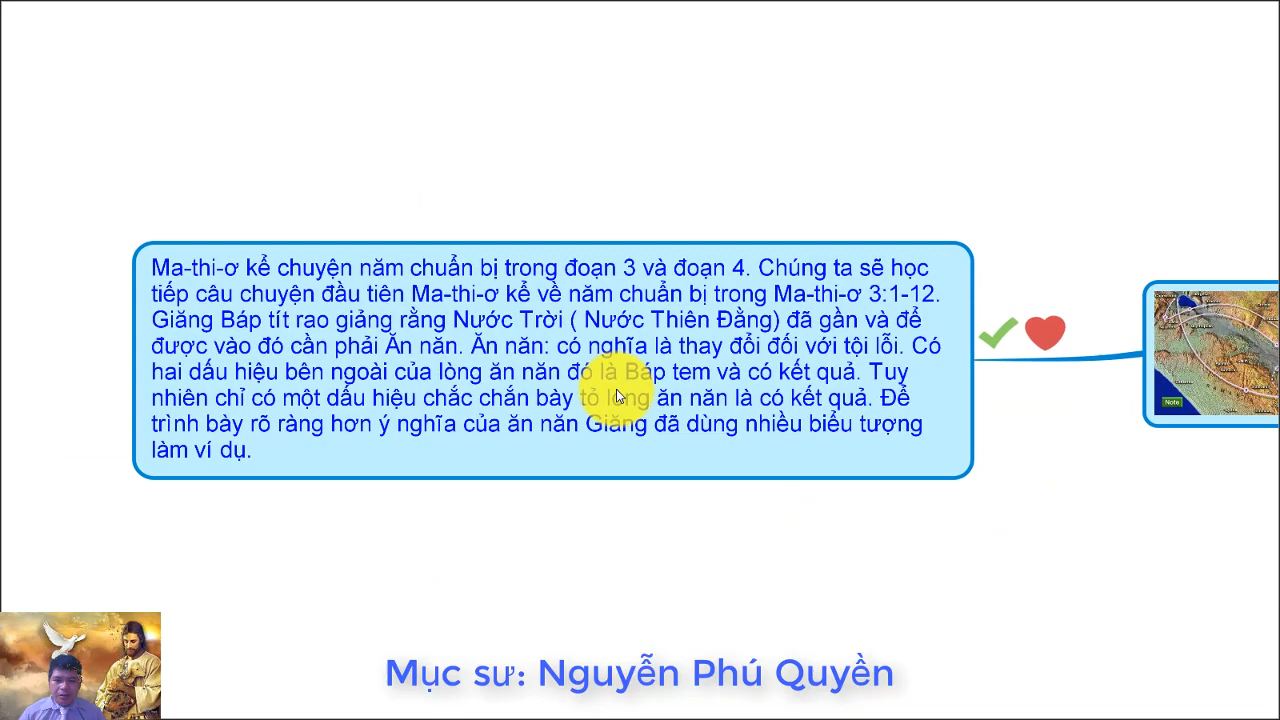 Ma-thi-ơ kể chuyện năm chuẩn bị trong đoạn 3 và đoạn 4. Chúng ta sẽ học
tiếp câu chuyện đầu tiên Ma-thi-ơ kể về năm chuẩn bị trong Ma-thi-ơ 3:1-12.
Giăng Báp tít rao giảng rằng Nước Trời ( Nước Thiên Đằng) đã gần và để
được vào đó cần phải Ăn năn. Ăn năn: có nghĩa là thay đổi đối với tội lỗi. Có
hai dấu hiệu bên ngoài của lòng ăn năn đó là Báp tem và có kết quả. Tuy
nhiên chỉ có một dấu hiệu chắc chắn bày tỏ lòng ăn năn là có kết quả. Để
trình bày rõ ràng hơn ý nghĩa của ăn năn Giăng đã dùng nhiều biểu tượng
làm ví dụ.
Note
Mục sư: Nguyễn Phú Quyền